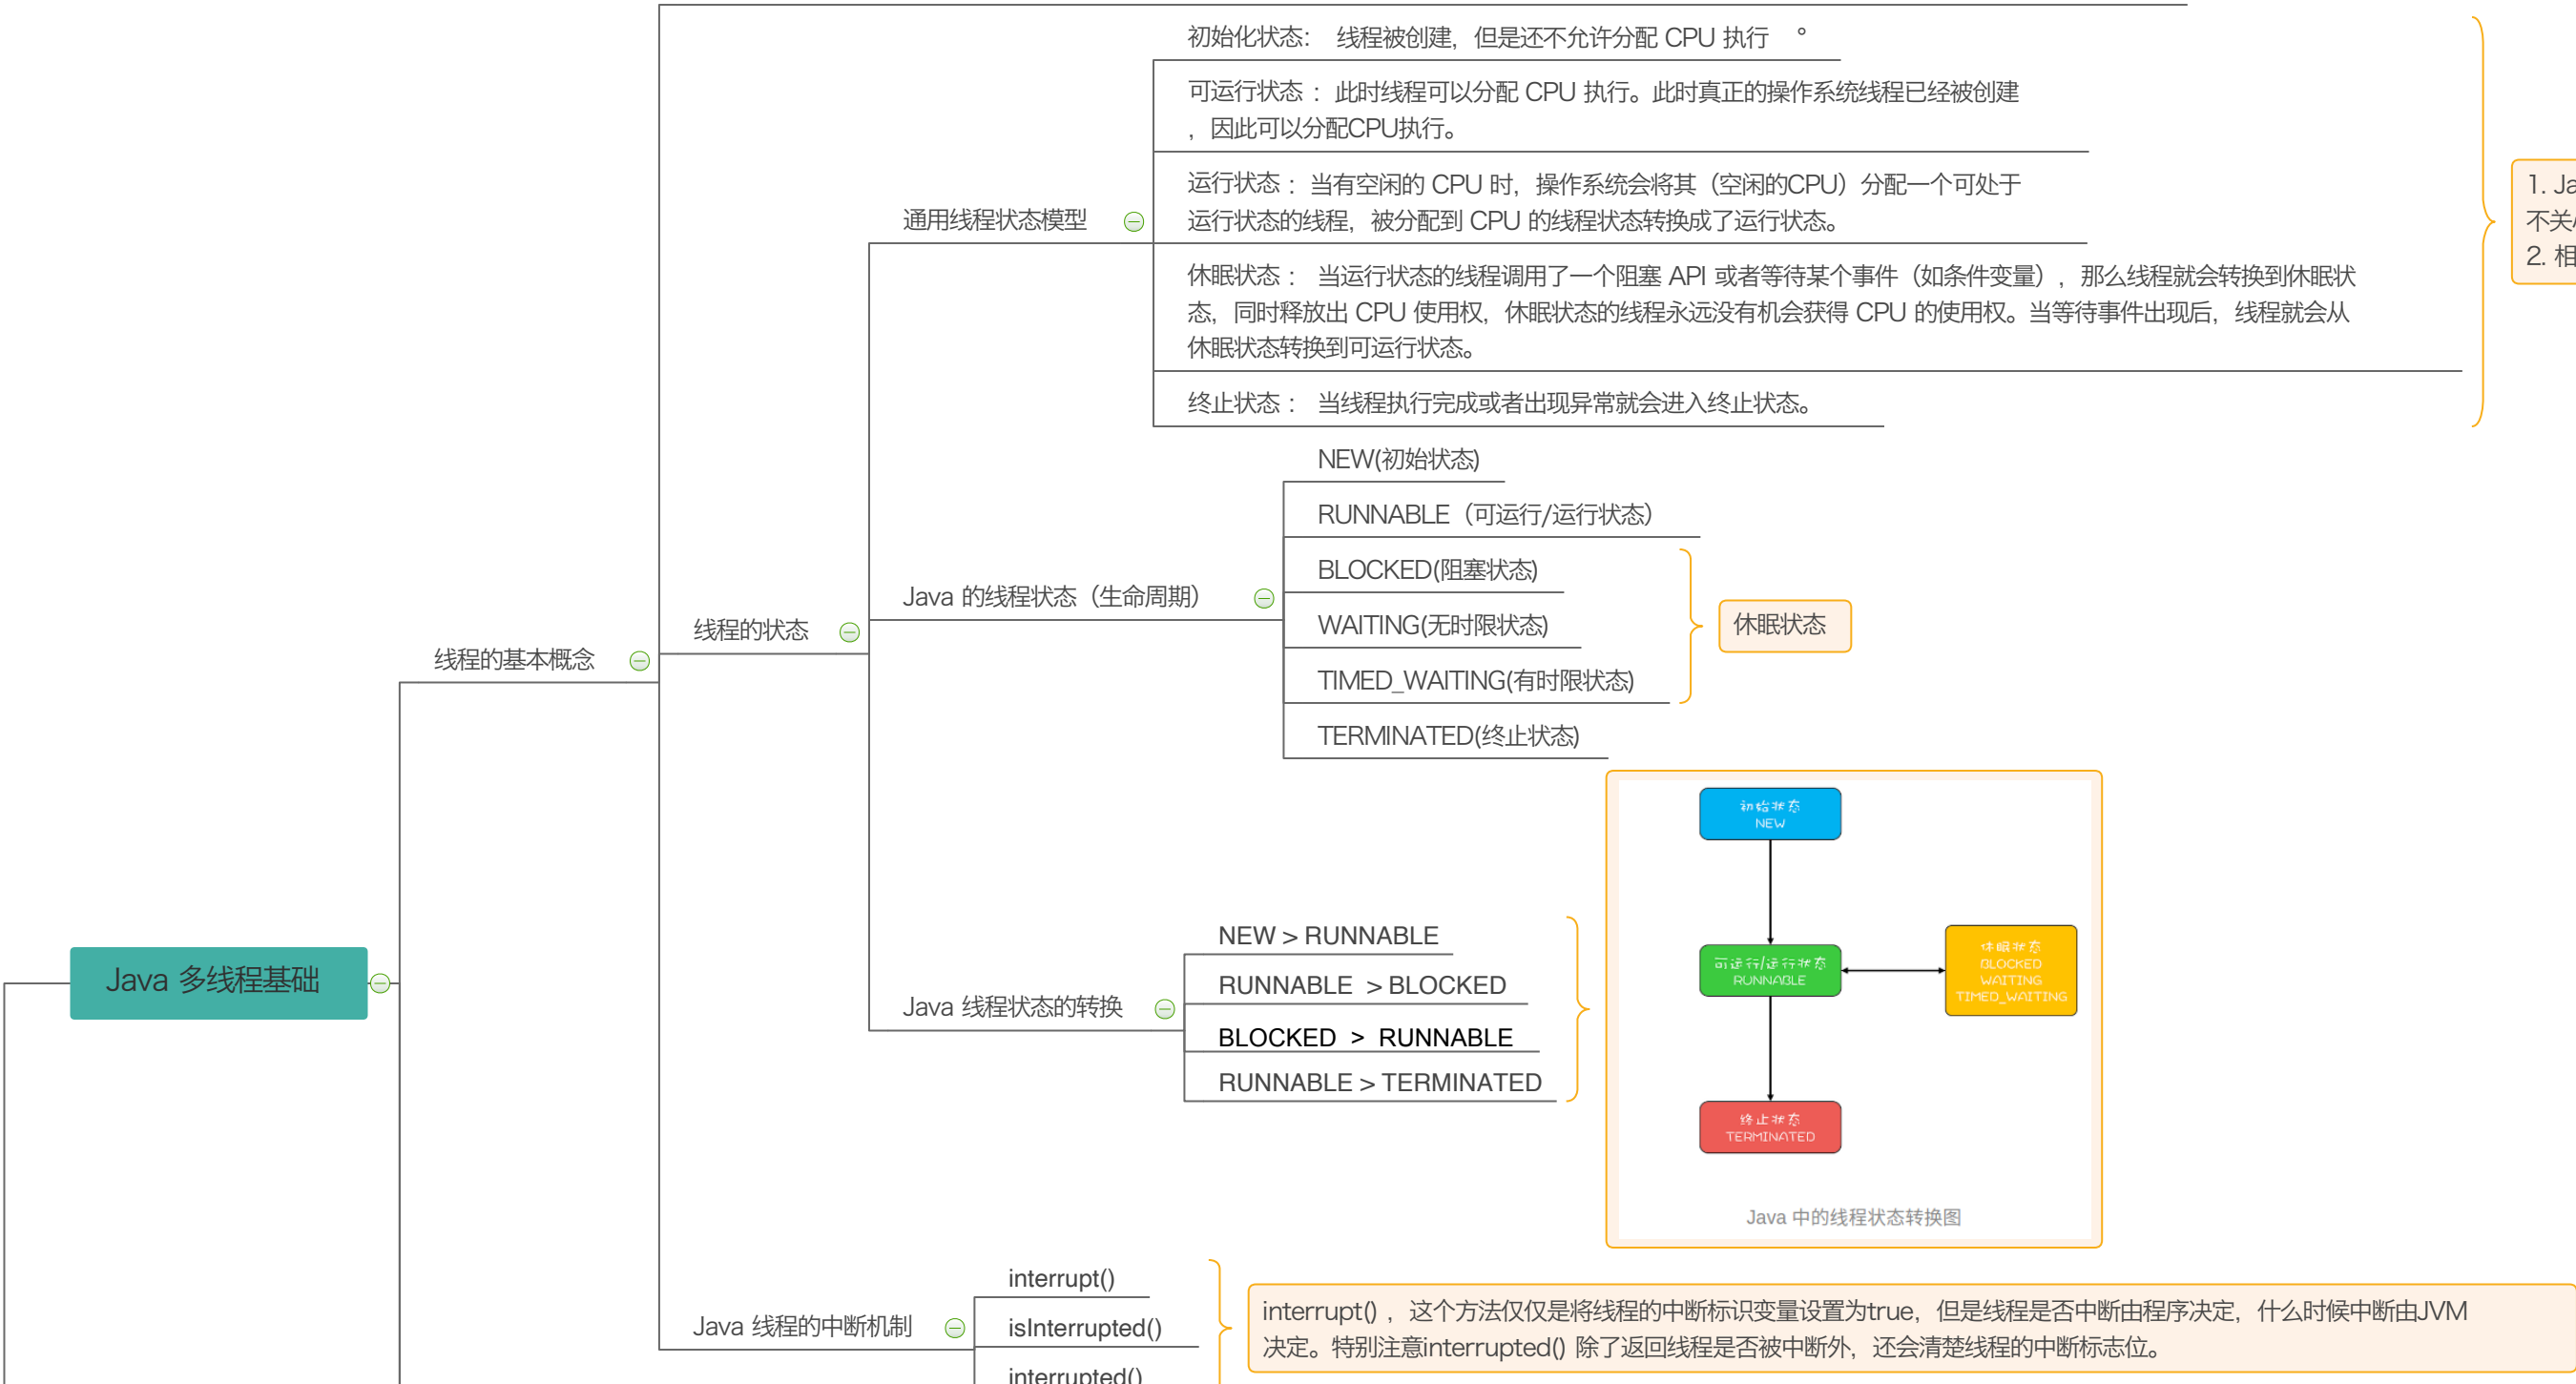 初始化状态： 线程被创建，但是还不允许分配 CPU 执行 。
可运行状态 ：此时线程可以分配 CPU 执行。此时真正的操作系统线程已经被创建
，因此可以分配CPU执行。
运行状态 ：当有空闲的 CPU 时，操作系统会将其（空闲的CPU）分配一个可处于
运行状态的线程，被分配到 CPU 的线程状态转换成了运行状态。
通用线程状态模型
休眠状态 ： 当运行状态的线程调用了一个阻塞 API 或者等待某个事件（如条件变量），那么线程就会转换到休眠状
态，同时释放出 CPU 使用权，休眠状态的线程永远没有机会获得 CPU 的使用权。当等待事件出现后，线程就会从
休眠状态转换到可运行状态。
终止状态 ： 当线程执行完成或者出现异常就会进入终止状态。
1. Ja
不关
2. 相
NEW(初始状态)
RUNNABLE（可运行/运行状态）
BLOCKED(阻塞状态)
Java 的线程状态（生命周期）
WAITING(无时限状态)
TIMED_WAITING(有时限状态)
TERMINATED(终止状态)
休眠状态
线程的状态
线程的基本概念
Java 多线程基础
NEW > RUNNABLE
RUNNABLE > BLOCKED
Java 线程状态的转换
BLOCKED > RUNNABLE
RUNNABLE > TERMINATED
初始状态
NEW
可运行/运行状态
RUNNABLE
休眠状态
BLOCKED
WAITING
TIMED_WAITING
终止状态
TERMINATED
Java 中的线程状态转换图
interrupt()
Java 线程的中断机制
isInterrupted()
interrupted()
interrupt() ，这个方法仅仅是将线程的中断标识变量设置为true，但是线程是否中断由程序决定，什么时候中断由JVM
决定。特别注意interrupted() 除了返回线程是否被中断外，还会清楚线程的中断标志位。